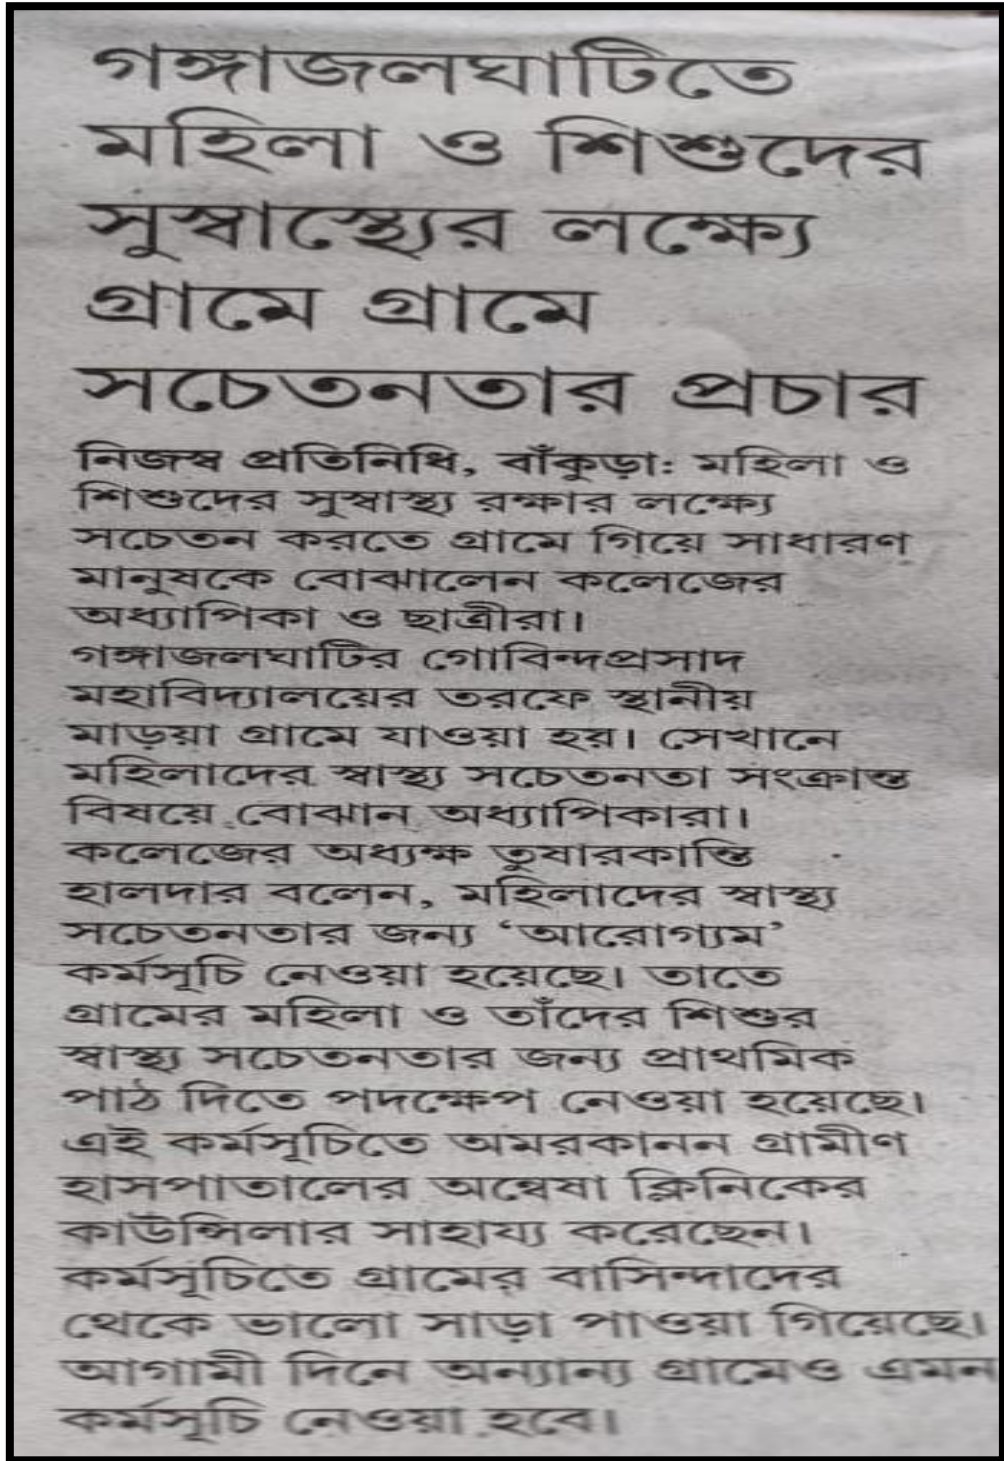 গঙ্গাজলঘাটিতে
মহিলা ও শিশুদের
সুস্বাস্থ্যের লক্ষ্যে
গ্রামে গ্রামে
সচেতনতার প্রচার
নিজস্ব প্রতিনিধি, বাঁকুড়া: মহিলা ও
শিশুদের সুস্বাস্থ্য রক্ষার লক্ষ্যে
সচেতন করতে গ্রামে গিয়ে সাধারণ
মানুষকে বোঝালেন কলেজের
অধ্যাপিকা ও ছাত্রীরা।
গঙ্গাজলঘাটির গোবিন্দপ্রসাদ
মহাবিদ্যালয়ের তরফে স্থানীয়
মাড়য়া গ্রামে যাওয়া হয়। সেখানে
মহিলাদের স্বাস্থ্য সচেতনতা সংক্রান্ত
বিষয়ে বোঝান অধ্যাপিকারা।
কলেজের অধ্যক্ষ তুষারকান্তি
হালদার বলেন, মহিলাদের স্বাস্থ্য
সচেতনতার জন্য ‘আরোগ্যম’
কর্মসূচি নেওয়া হয়েছে। তাতে
গ্রামের মহিলা ও তাঁদের শিশুর
স্বাস্থ্য সচেতনতার জন্য প্রাথমিক
পাঠ দিতে পদক্ষেপ নেওয়া হয়েছে।
এই কর্মসূচিতে অমরকানন গ্রামীণ
হাসপাতালের অন্বেষা ক্লিনিকের
কাউন্সিলার সাহায্য করেছেন।
কর্মসূচিতে গ্রামের বাসিন্দাদের
থেকে ভালো সাড়া পাওয়া গিয়েছে।
আগামী দিনে অন্যান্য গ্রামেও এমন
কর্মসূচি নেওয়া হবে।